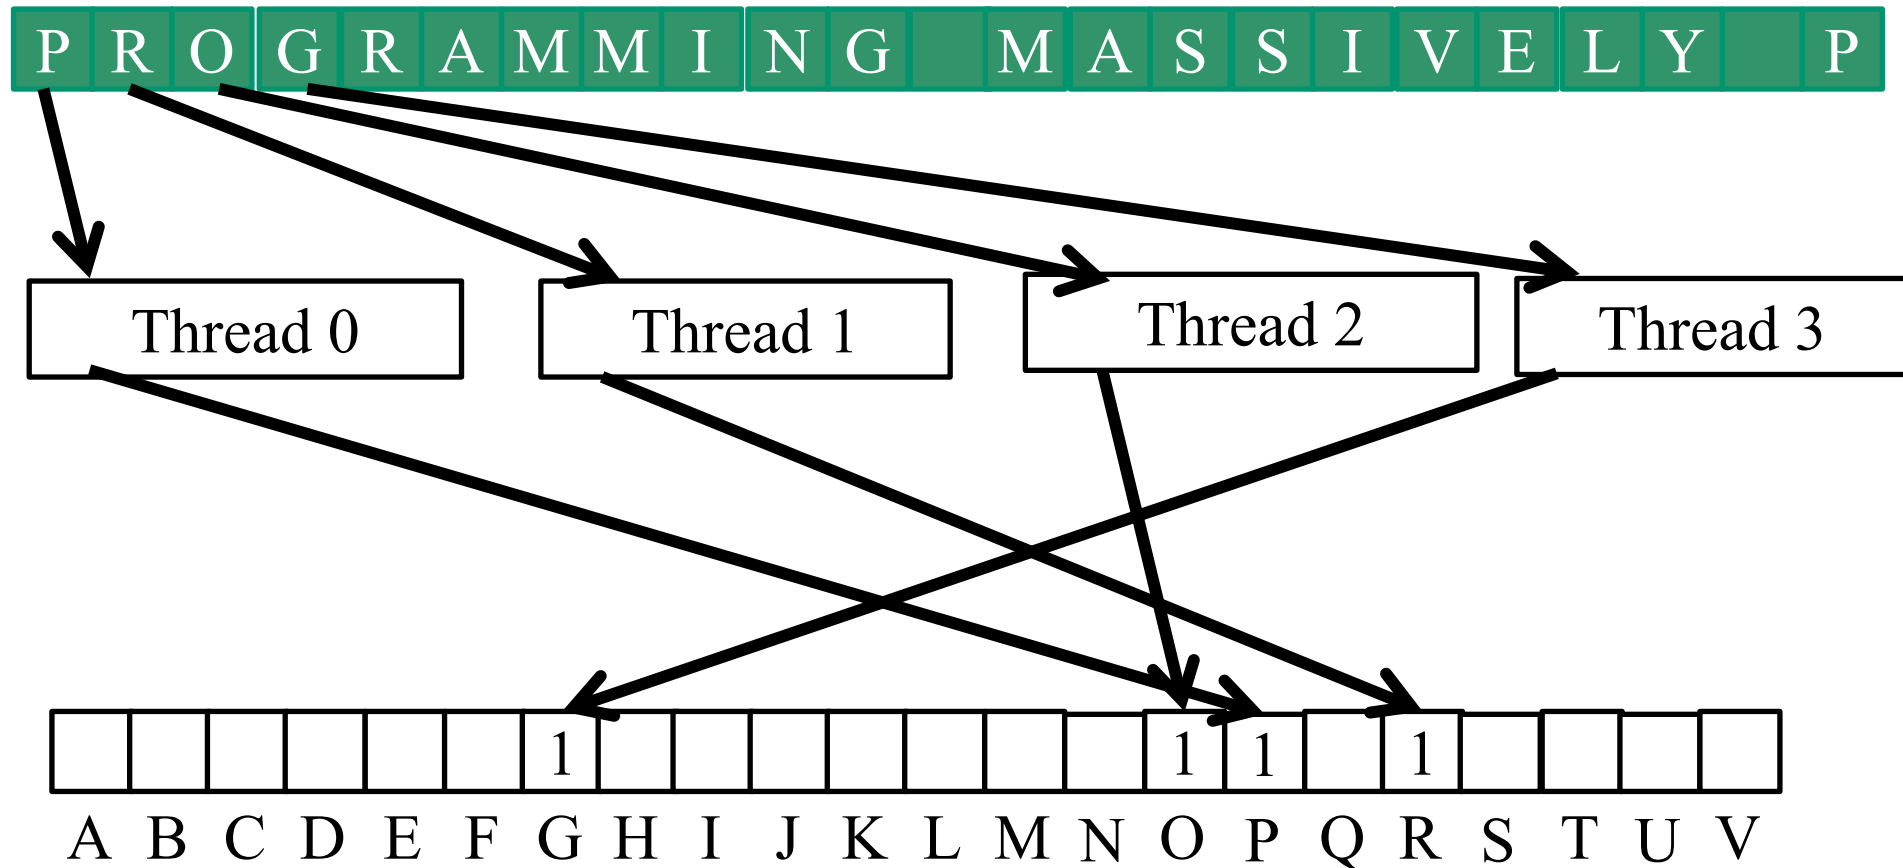 P R O G R A M M I N G M A S S I V E L Y P
Thread 0 Thread 1 Thread 2 Thread 3
1 1 1 1
A B C D E F G H I J K L M N O P Q R S T U V